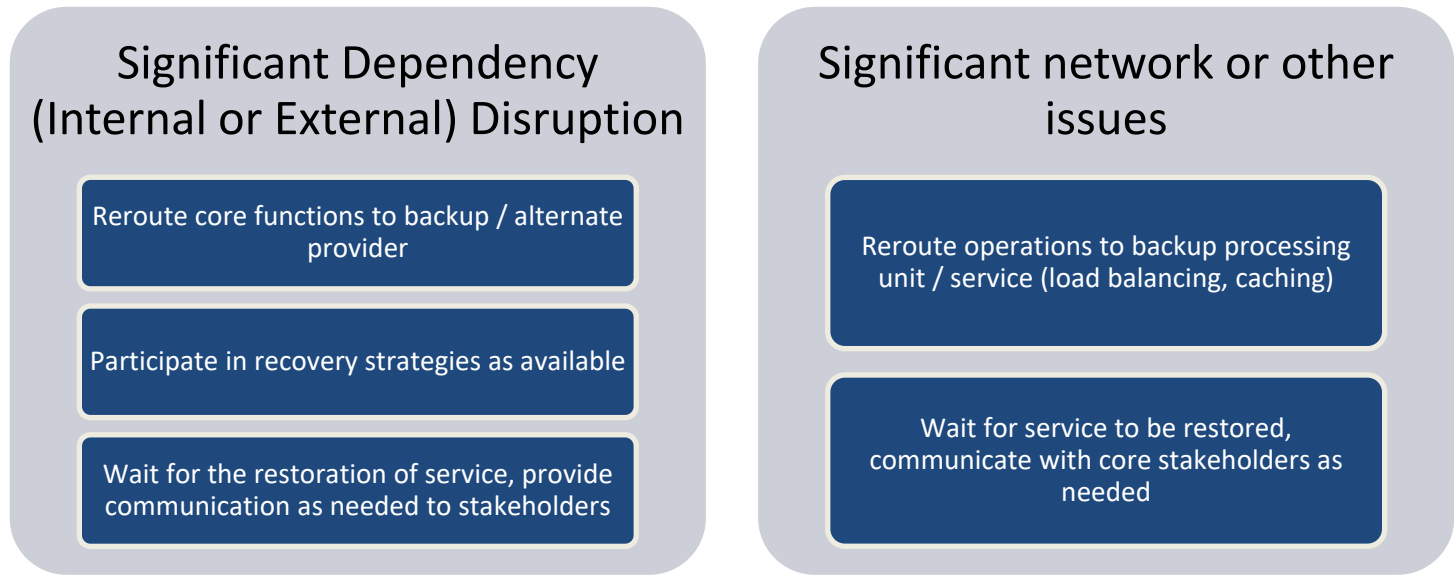 Significant Dependency
(Internal or External) Disruption
Reroute core functions to backup / alternate
provider
Participate in recovery strategies as available
Wait for the restoration of service, provide
communication as needed to stakeholders
Significant network or other
issues
Reroute operations to backup processing
unit / service (load balancing, caching)
Wait for service to be restored,
communicate with core stakeholders as
needed